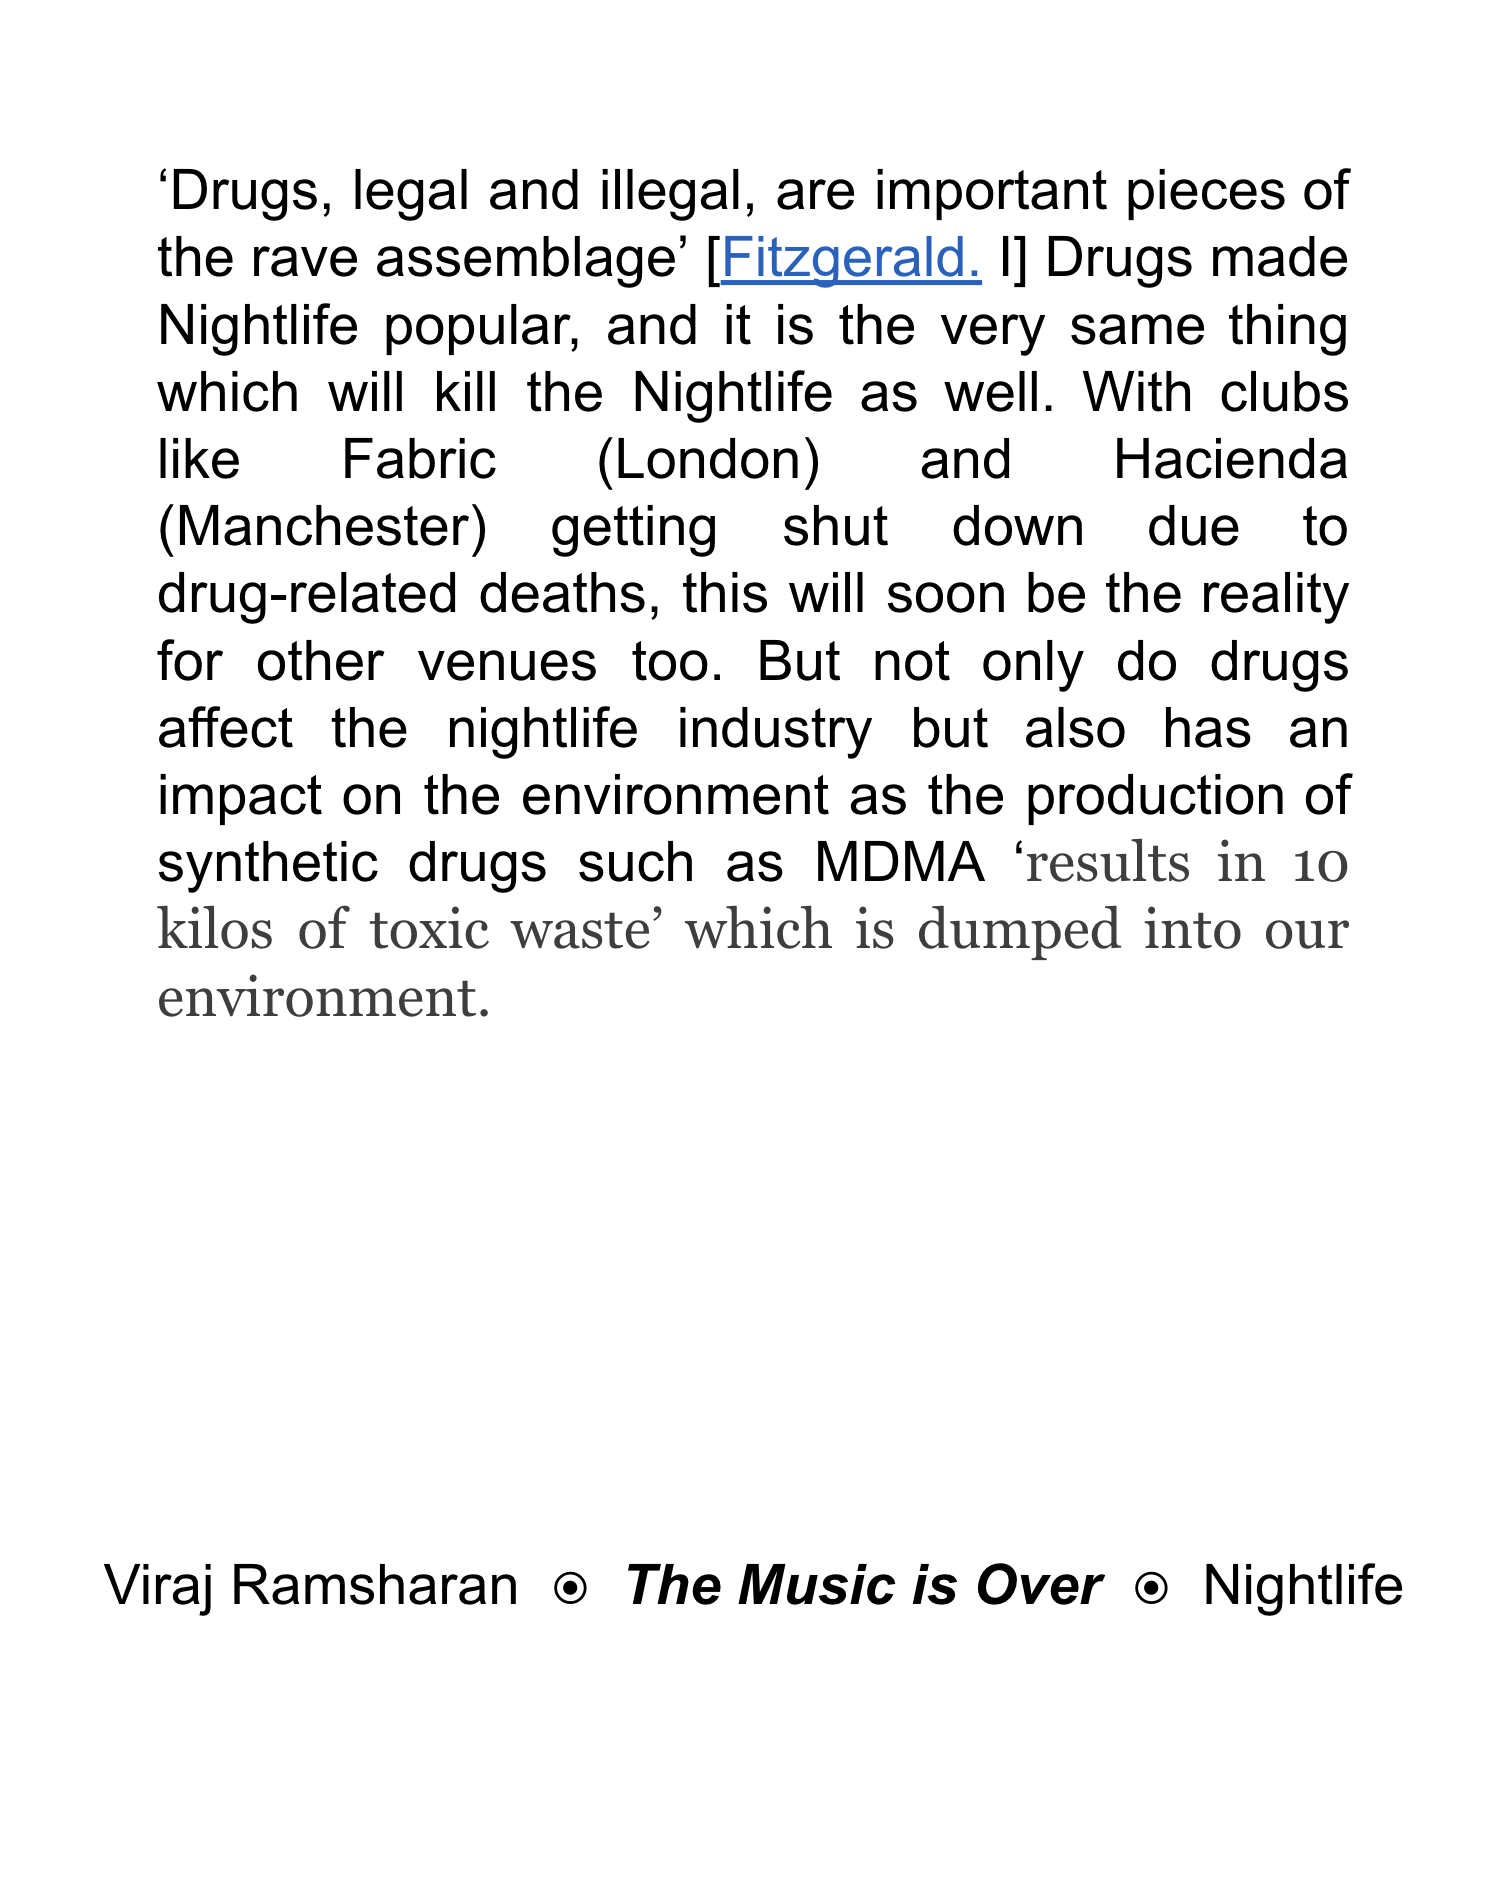 ‘Drugs, legal and illegal, are important pieces of
the rave assemblage’ [Fitzgerald. I] Drugs made
Nightlife popular, and it is the very same thing
which will kill the Nightlife as well. With clubs
like Fabric (London) and Hacienda
(Manchester) getting shut down due to
drug-related deaths, this will soon be the reality
for other venues too. But not only do drugs
affect the nightlife industry but also has an
impact on the environment as the production of
synthetic drugs such as MDMA ‘results in 10
kilos of toxic waste’ which is dumped into our
environment.
Viraj Ramsharan ⦿ The Music is Over ⦿ Nightlife